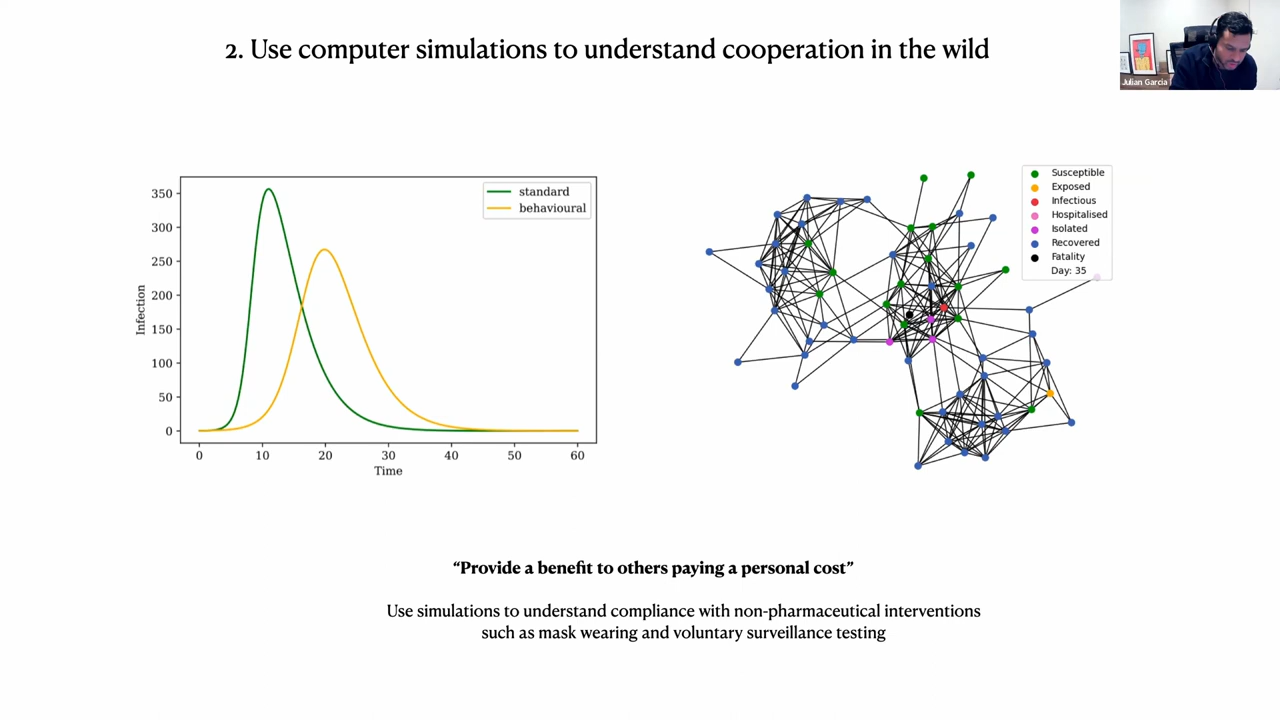 2. Use computer simulations to understand cooperation in the wild
Julian Garcia
350
300
250
200
150
100
50
0
Infection
0 10 20 30 40 50 60
Time
standard
behavioural
Susceptible
Exposed
Infectious
Hospitalised
Isolated
Recovered
Fatality
Day: 35
“Provide a benefit to others paying a personal cost”
Use simulations to understand compliance with non-pharmaceutical interventions
such as mask wearing and voluntary surveillance testing